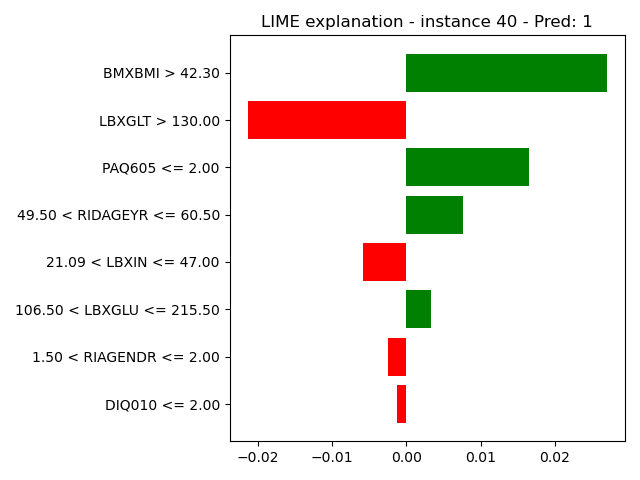 LIME explanation - instance 40 - Pred: 1
BMXBMI > 42.30
LBXGLT > 130.00
PAQ605 <= 2.00
49.50 < RIDAGEYR <= 60.50
21.09 < LBXIN <= 47.00
106.50 < LBXGLU <= 215.50
1.50 < RIAGENDR <= 2.00
DIQ010 <= 2.00
−0.02 −0.01 0.00 0.01 0.02